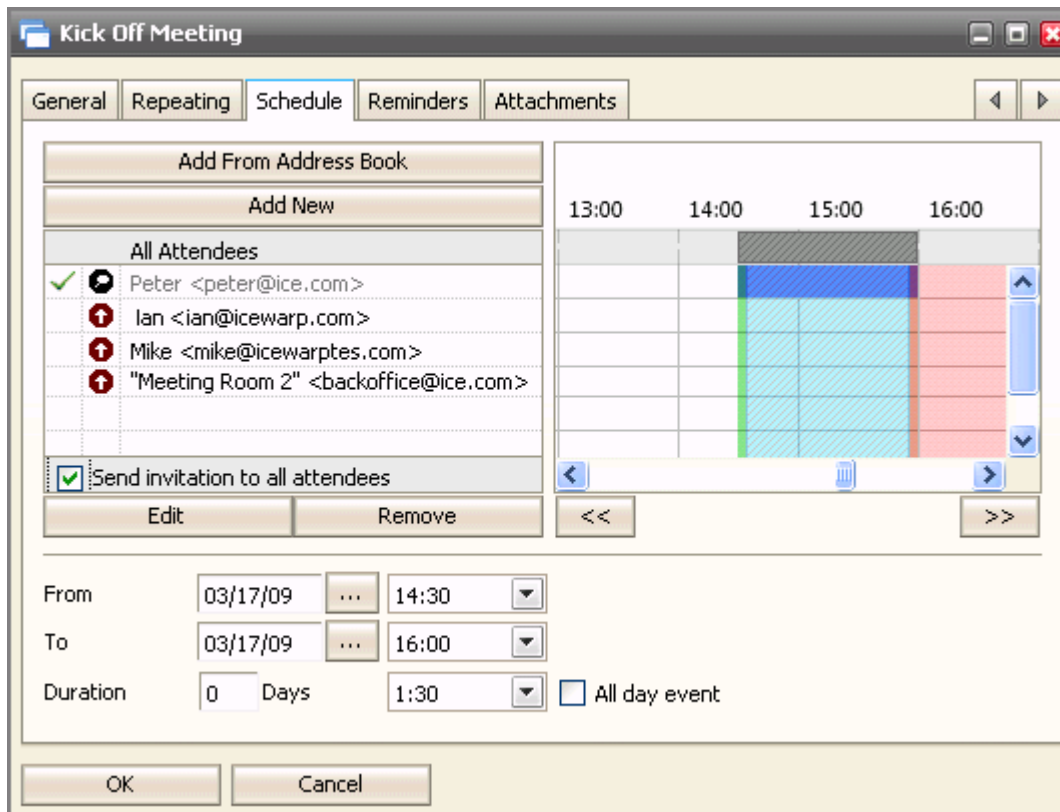 Kick Off Meeting
General Repeating Schedule Reminders Attachments
Add From Address Book
Add New
13:00 14:00 15:00 16:00
All Attendees
Peter <peter@ice.com>
Ian <ian@icewarp.com>
Mike <mike@icewarptes.com>
"Meeting Room 2" <backoffice@ice.com>
Send invitation to all attendees
Edit Remove << >>
From 03/17/09 ... 14:30
To 03/17/09 ... 16:00
Duration 0 Days 1:30 All day event
OK Cancel